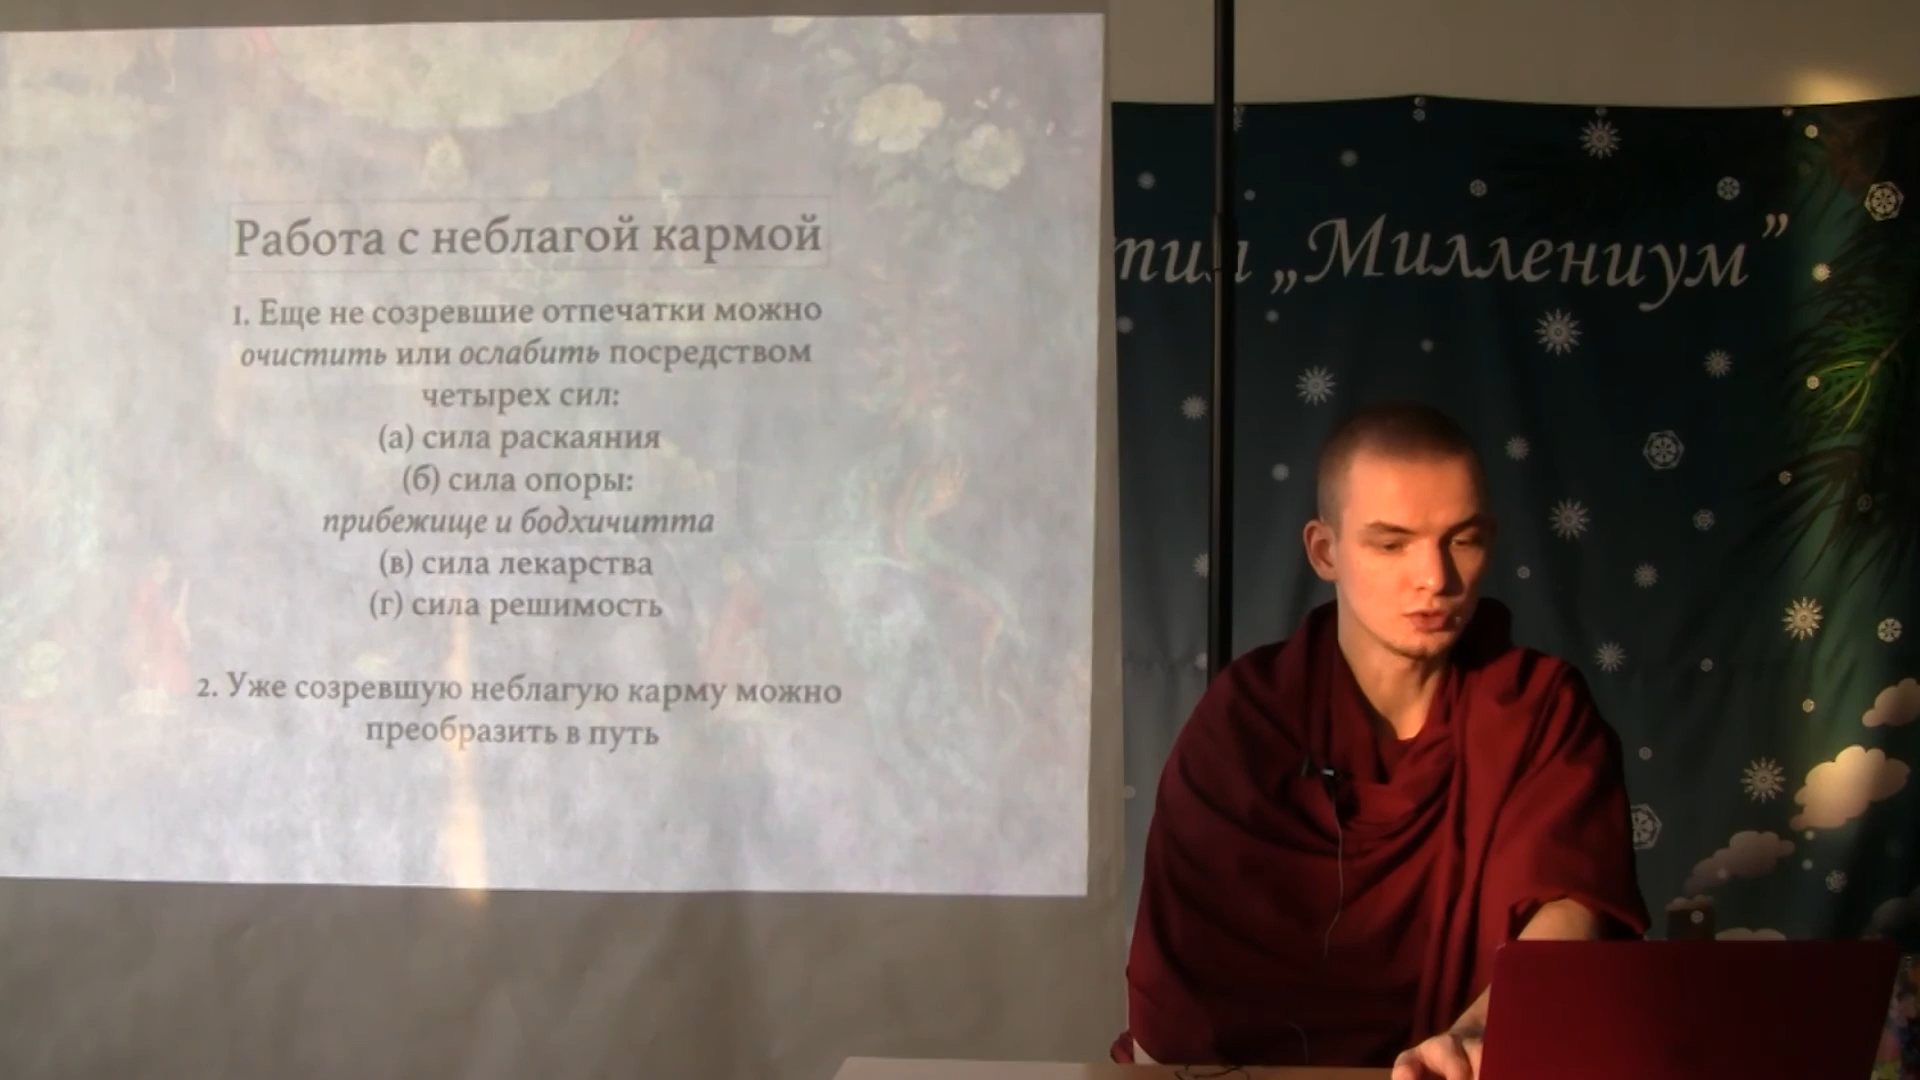 Работа с неблагой кармой
1. Еще не созревшие отпечатки можно
очистить или ослабить посредством
четырех сил:
(а) сила раскаяния
(б) сила опоры:
прибежище и бодхичитта
(в) сила лекарства
(г) сила решимость
2. Уже созревшую неблагую карму можно
преобразить в путь
„Миллениум”